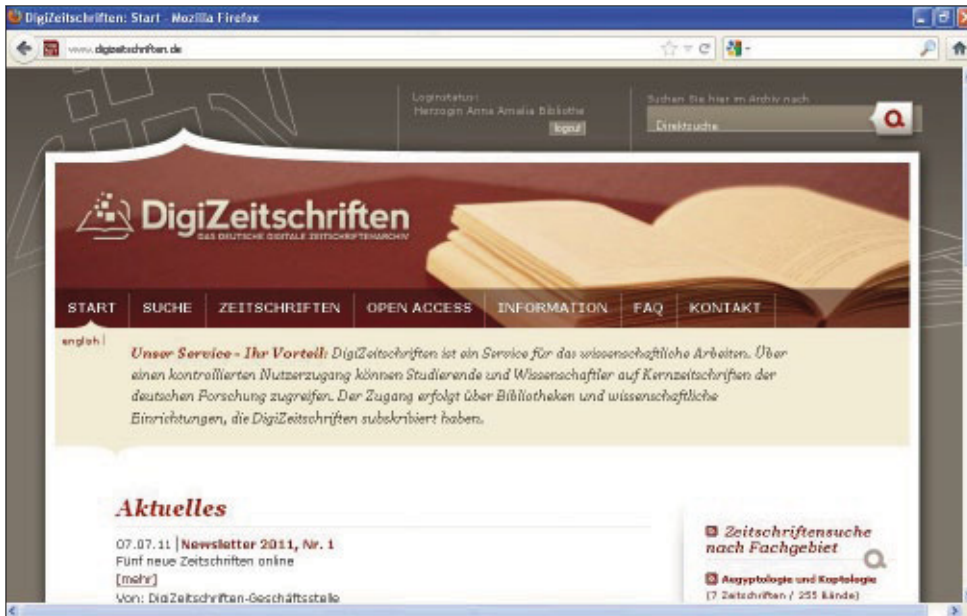 DigiZeitschriften: Start - Mozilla Firefox
www.digizeitschriften.de
Loginstatus:
Herzogin Anna Amalia Bibliothe
logout
Suchen Sie hier im Archiv nach
Direktsuche
DigiZeitschriften
DAS DEUTSCHE DIGITALE ZEITSCHRIFTENARCHIV
START SUCHE ZEITSCHRIFTEN OPEN ACCESS INFORMATION FAQ KONTAKT
english
Unser Service - Ihr Vorteil: DigiZeitschriften ist ein Service für das wissenschaftliche Arbeiten. Über
einen kontrollierten Nutzerzugang können Studierende und Wissenschaftler auf Kernzeitschriften der
deutschen Forschung zugreifen. Der Zugang erfolgt über Bibliotheken und wissenschaftliche
Einrichtungen, die DigiZeitschriften subskribiert haben.
Aktuelles
07.07.11 | Newsletter 2011, Nr. 1
Fünf neue Zeitschriften online
[mehr]
Von: DigiZeitschriften-Geschäftsstelle
Zeitschriftensuche
nach Fachgebiet
Aegyptologie und Koptologie
(7 Zeitschriften / 255 Bände)